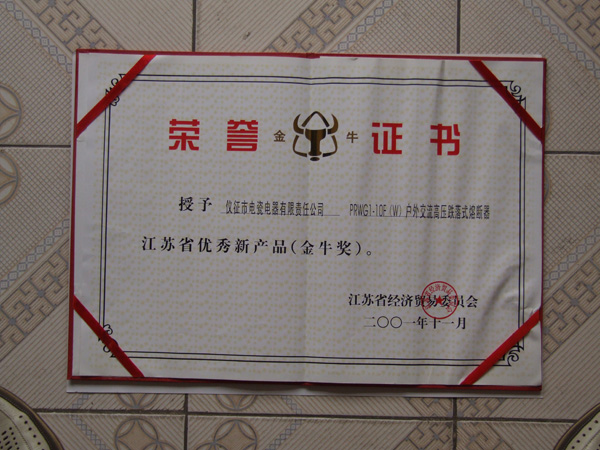 荣誉金牛证书
授予 仪征市电瓷电器有限责任公司 PRWG1-10F(W)户外交流高压跌落式熔断器
江苏省优秀新产品(金牛奖)。
江苏省经济贸易委员会
二〇〇一年十一月